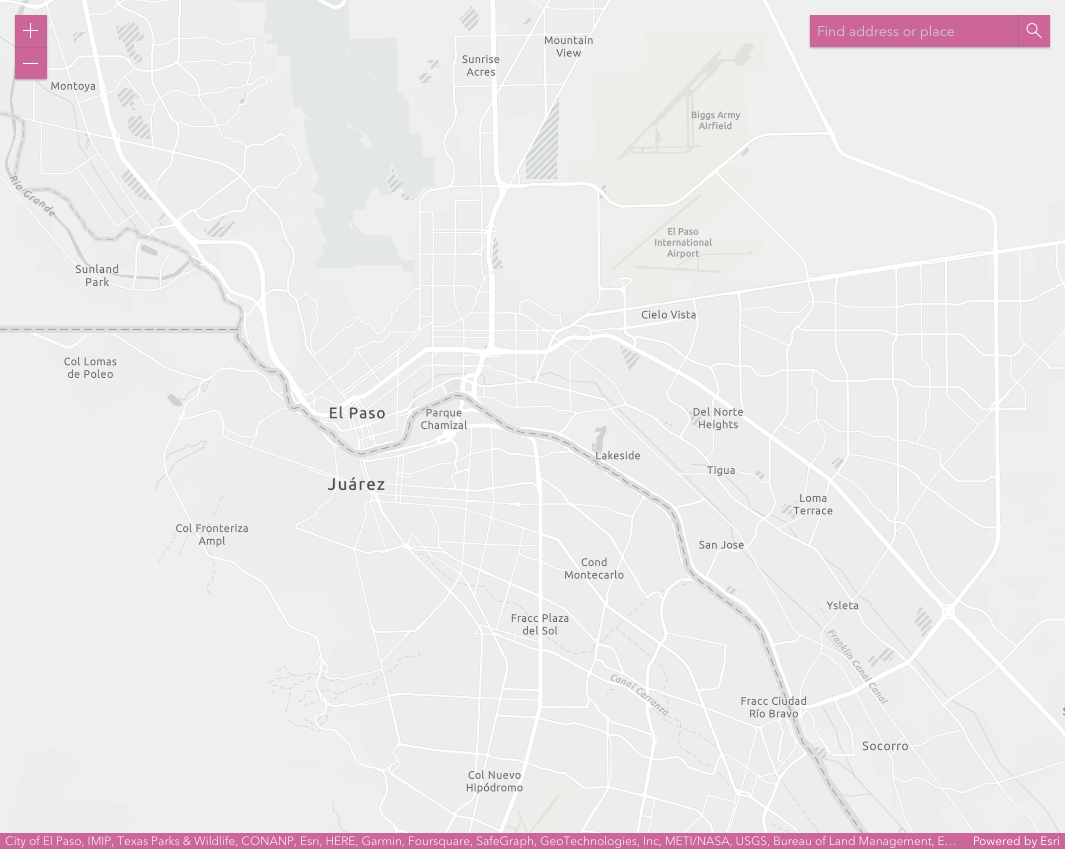 Find address or place
Mountain
View
Sunrise
Acres
Montoya
Biggs Army
Airfield
Rio Grande
El Paso
International
Airport
Sunland
Park
Cielo Vista
Col Lomas
de Poleo
El Paso
Parque
Chamizal
Del Norte
Heights
Lakeside
Tigua
Juárez
Loma
Terrace
Col Fronteriza
Ampl
San Jose
Cond
Montecarlo
Ysleta
Fracc Plaza
del Sol
Franklin Canal Canal
Canal Carranza
Fracc Ciudad
Río Bravo
Socorro
Col Nuevo
Hipódromo
City of El Paso, IMIP, Texas Parks & Wildlife, CONANP, Esri, HERE, Garmin, Foursquare, SafeGraph, GeoTechnologies, Inc, METI/NASA, USGS, Bureau of Land Management, E... Powered by Esri